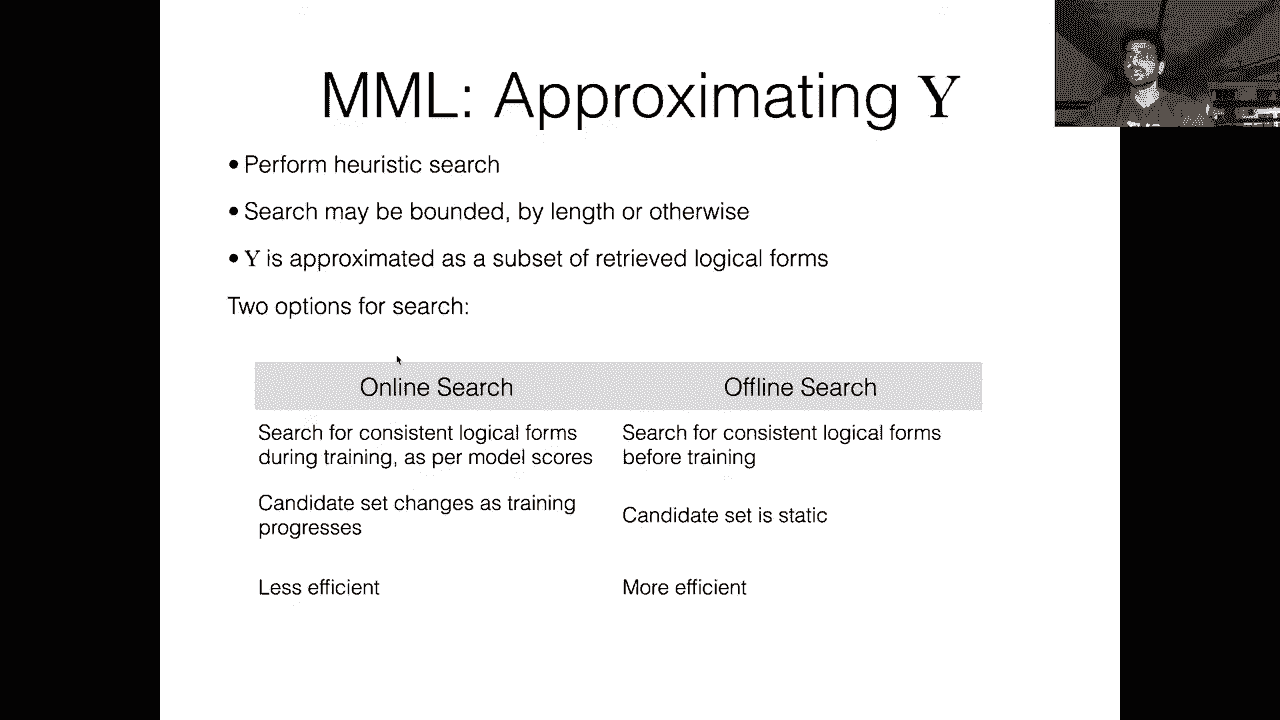 MML: Approximating Y
• Perform heuristic search
• Search may be bounded, by length or otherwise
• Y is approximated as a subset of retrieved logical forms
Two options for search:
Online Search
Offline Search
Search for consistent logical forms
during training, as per model scores
Search for consistent logical forms
before training
Candidate set changes as training
progresses
Candidate set is static
Less efficient
More efficient